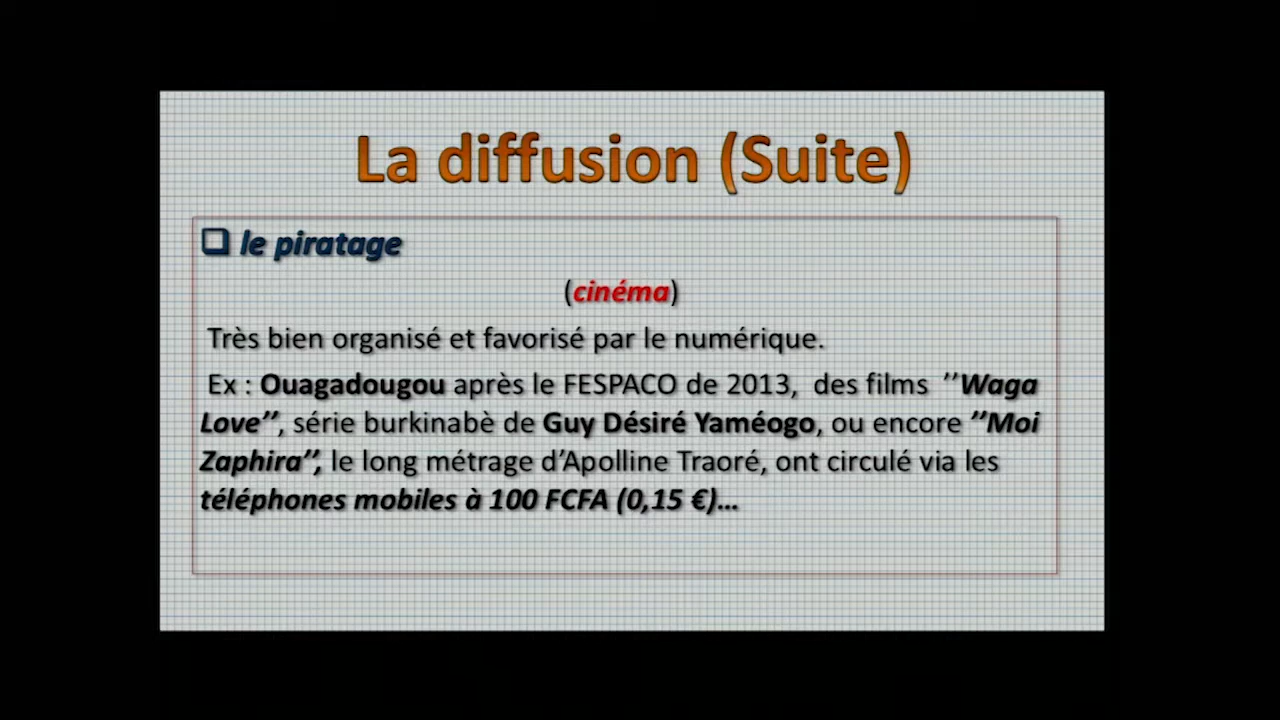 La diffusion (Suite)
❑ le piratage
(cinéma)
Très bien organisé et favorisé par le numérique.
Ex : Ouagadougou après le FESPACO de 2013, des films ’’Waga
Love’’, série burkinabè de Guy Désiré Yaméogo, ou encore ’’Moi
Zaphira’’, le long métrage d’Apolline Traoré, ont circulé via les
téléphones mobiles à 100 FCFA (0,15 €)…